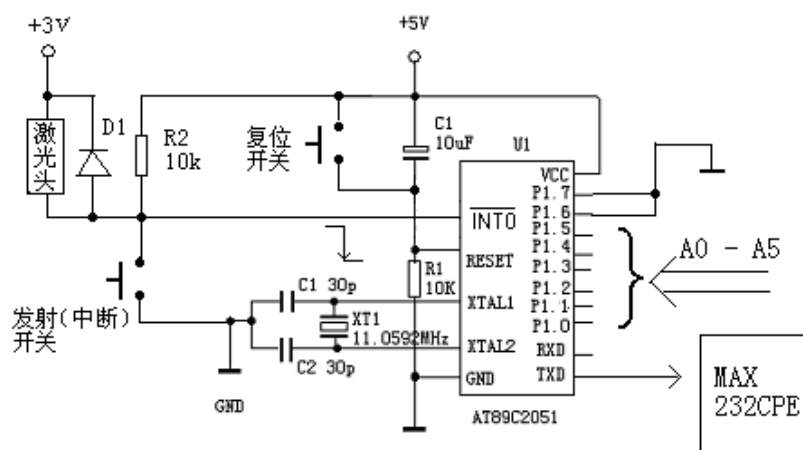 +3V
+5V
激光头
D1
R2
10k
复位
开关
C1
10uF
U1
VCC
P1.7
P1.6
P1.5
P1.4
P1.3
P1.2
P1.1
P1.0
RXD
TXD
INT0
RESET
XTAL1
XTAL2
GND
A0 - A5
R1
10K
C1 30p
XT1
11.0592MHz
C2 30p
发射(中断)
开关
GND
MAX
232CPE
AT89C2051